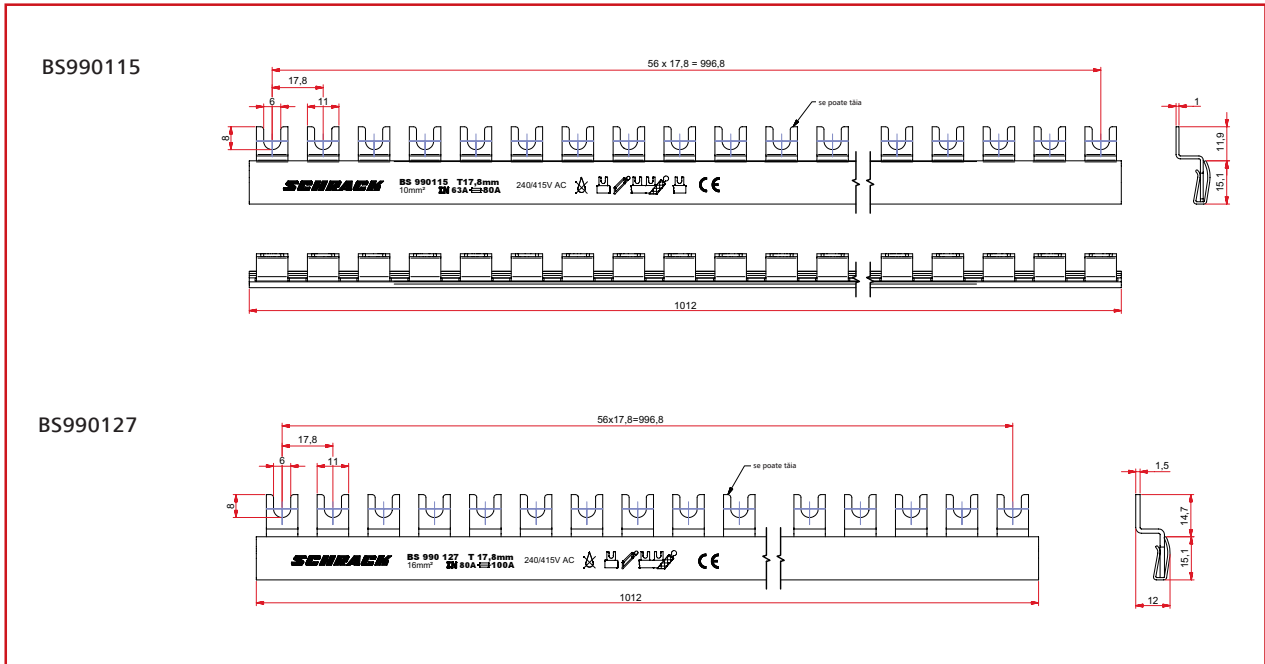 BS990115
56 x 17,8 = 996,8
17,8
6
11
8
se poate tăia
1
11,9
15,1
SCHRACK
BS 990115 T17,8mm
10mm² IN 63A 80A
240/415V AC
CE
1012
BS990127
56x17,8=996,8
17,8
6
11
8
se poate tăia
1,5
14,7
15,1
12
SCHRACK
BS 990 127 T 17,8mm
16mm² IN 80A 100A
240/415V AC
CE
1012